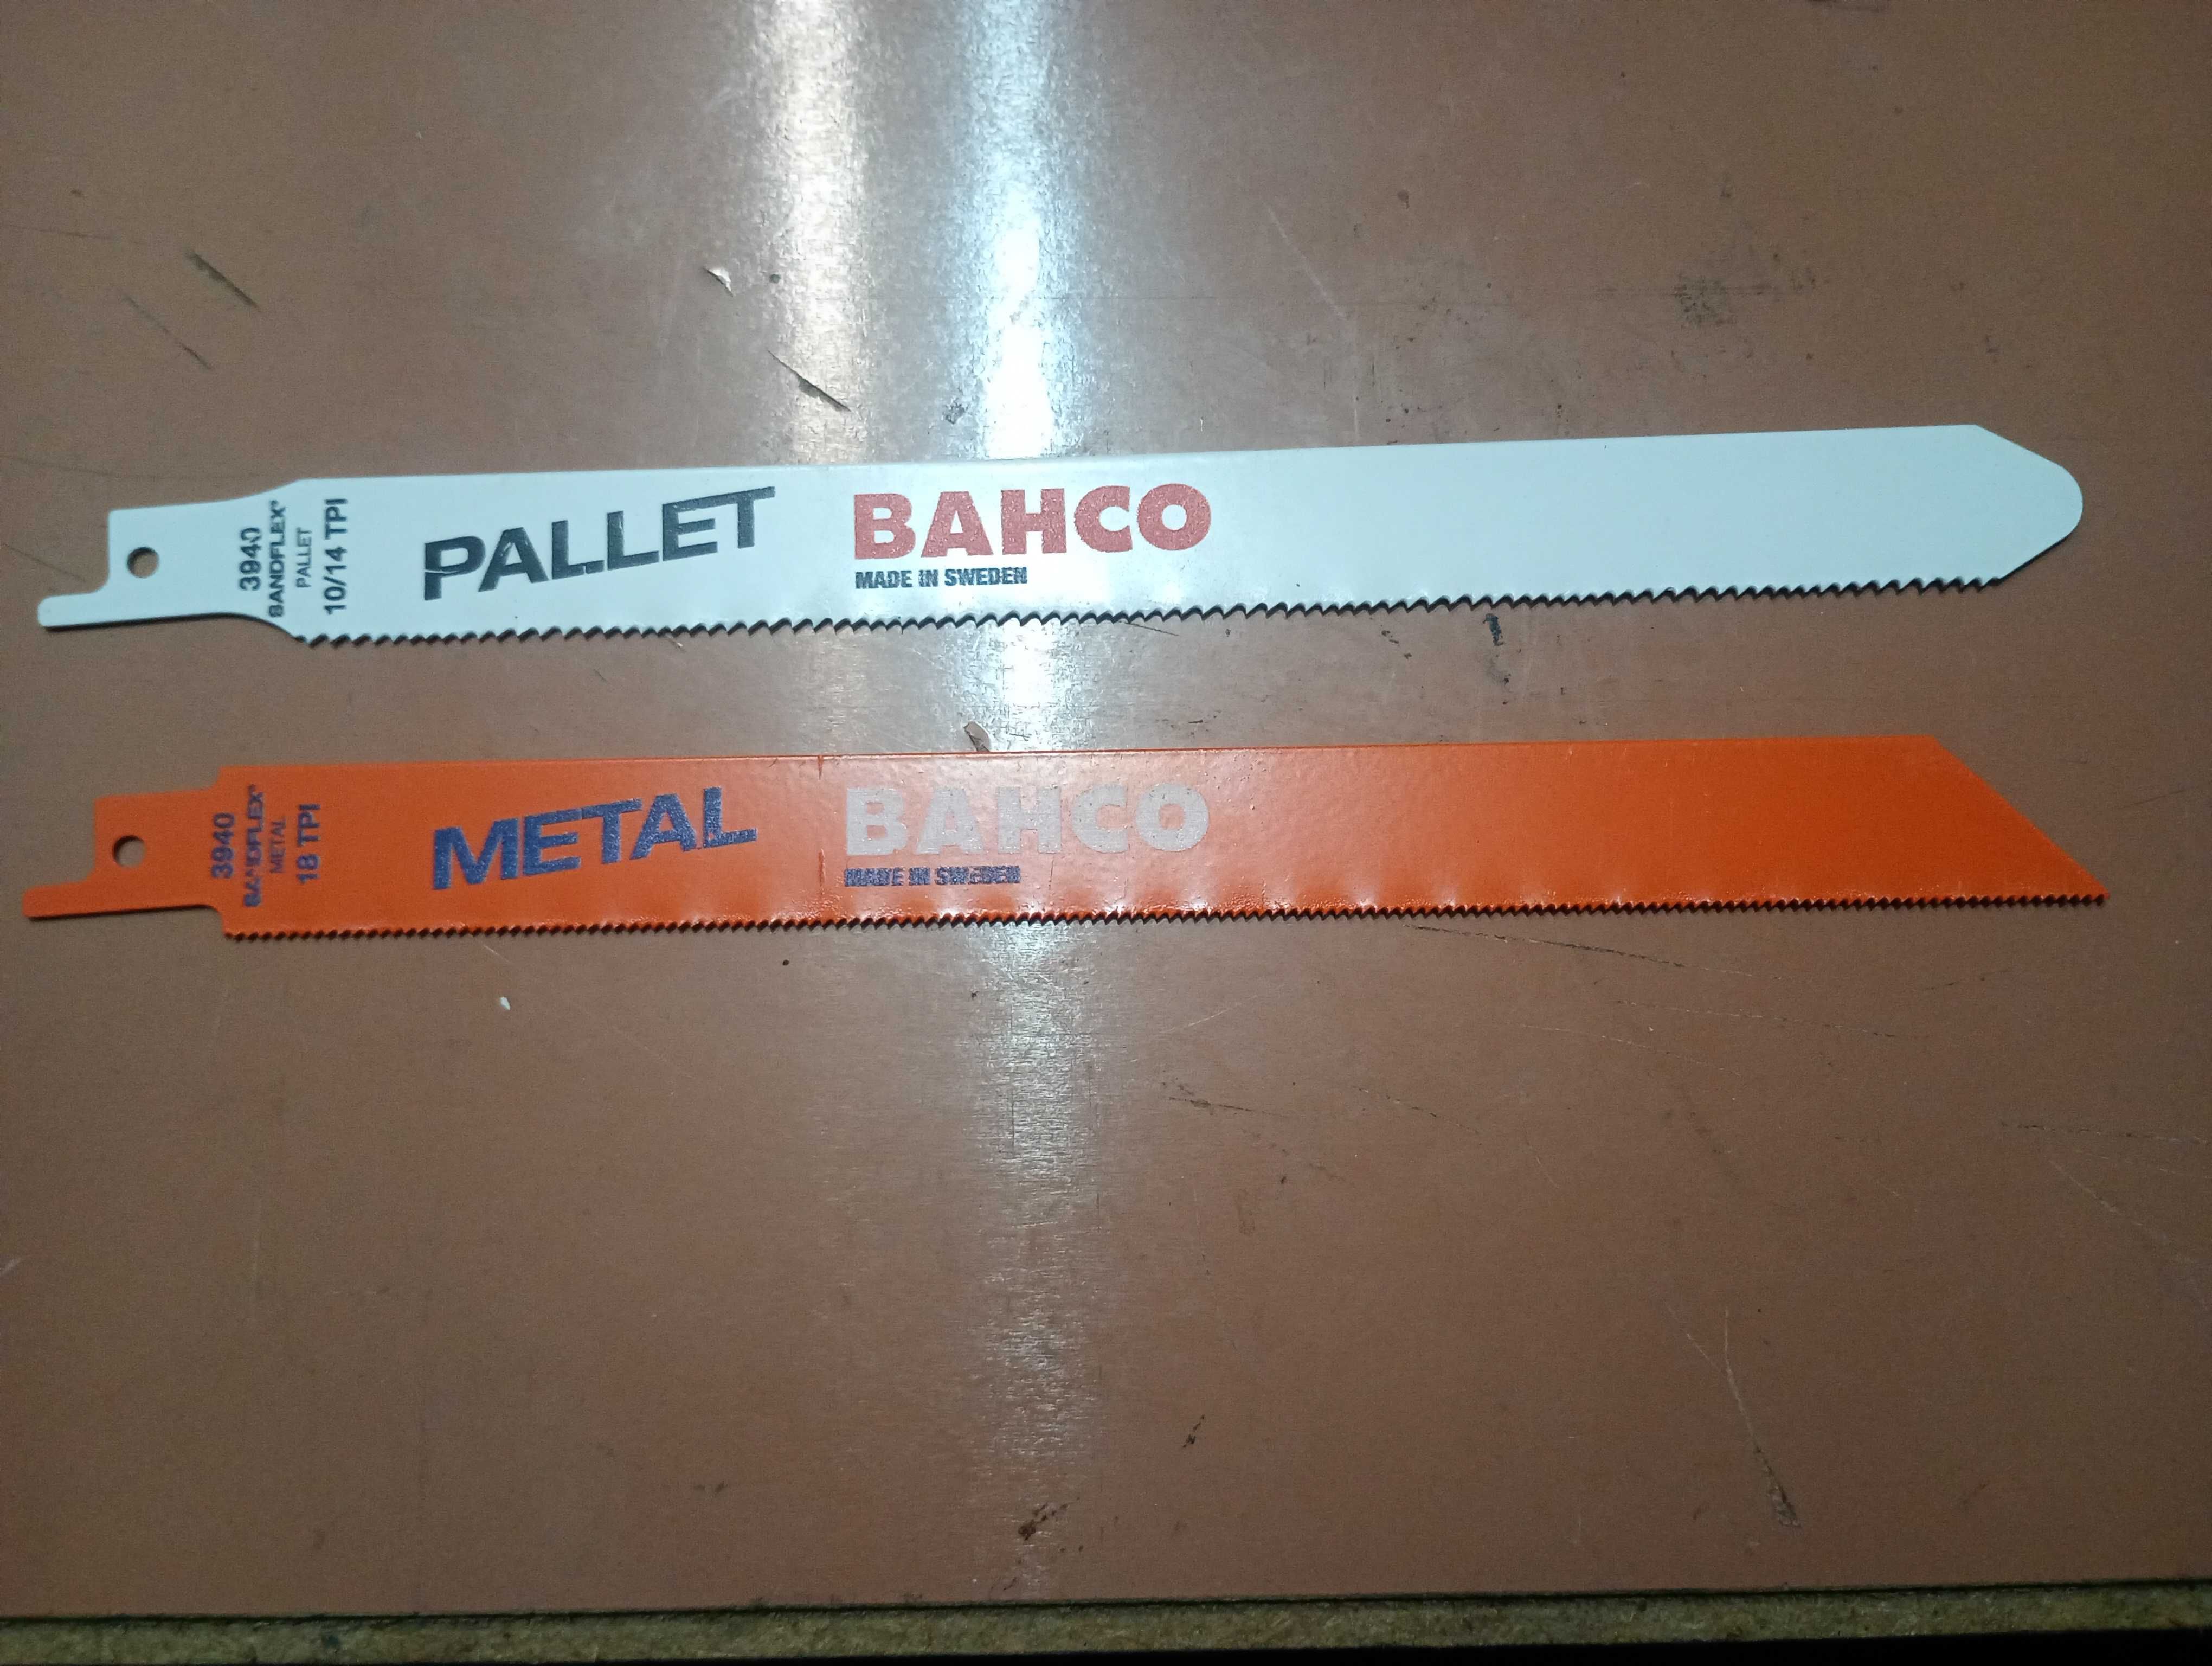 3940
SANDFLEX®
PALLET
10/14 TPI
PALLET
BAHCO
MADE IN SWEDEN
3940
SANDFLEX®
METAL
18 TPI
METAL
BAHCO
MADE IN SWEDEN